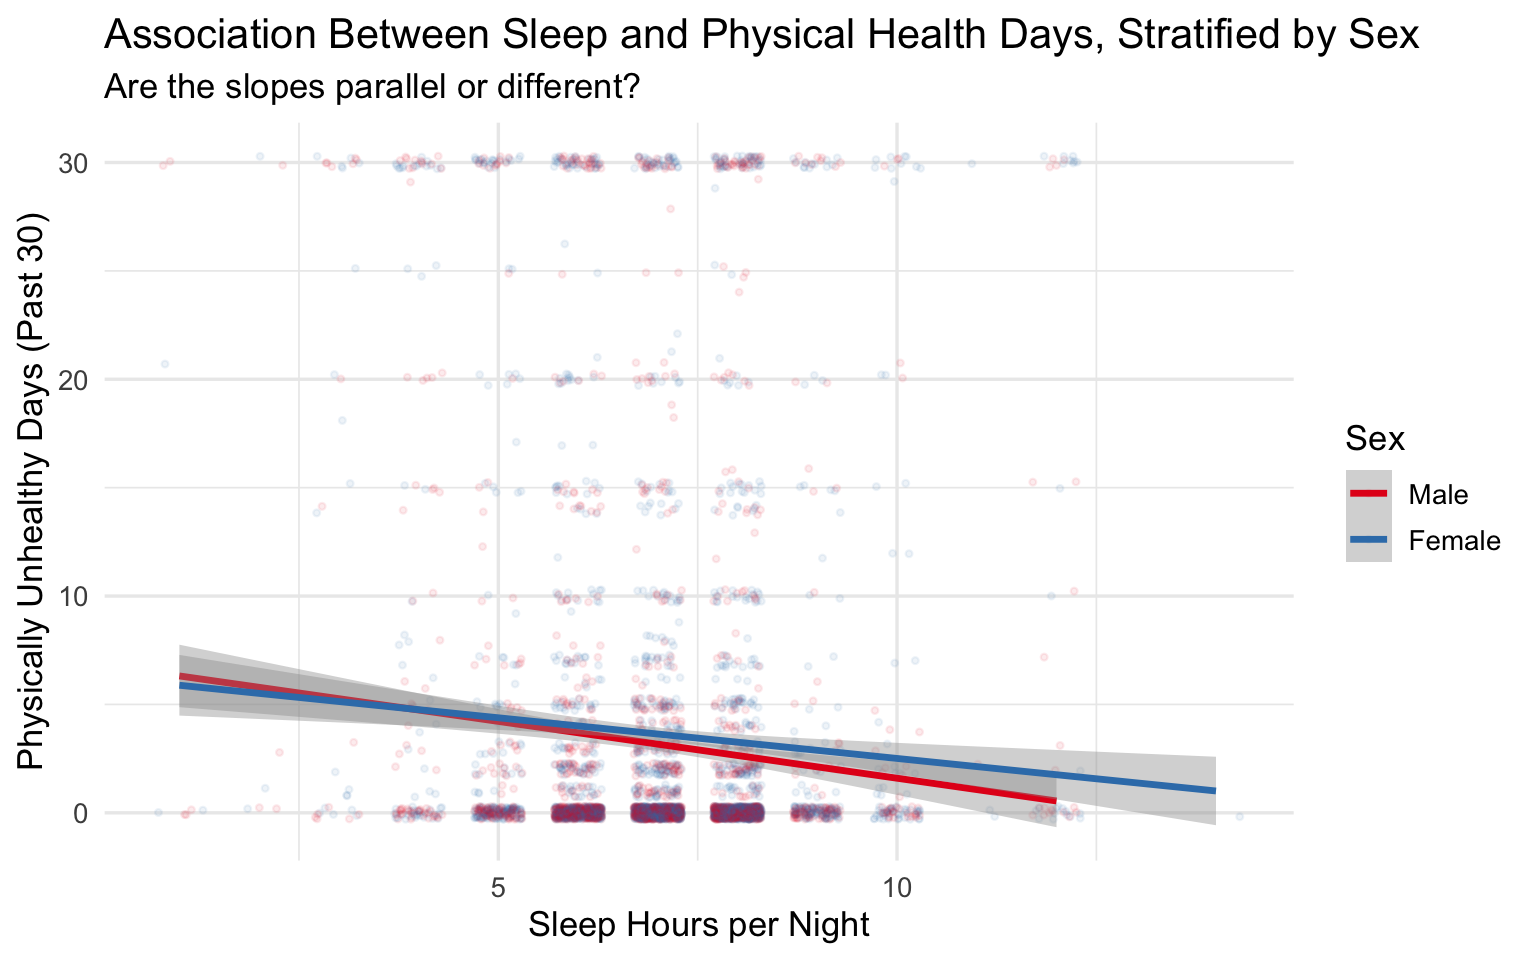 Association Between Sleep and Physical Health Days, Stratified by Sex
Are the slopes parallel or different?
Physically Unhealthy Days (Past 30)
30
20
10
0
5
10
Sleep Hours per Night
Sex
Male
Female